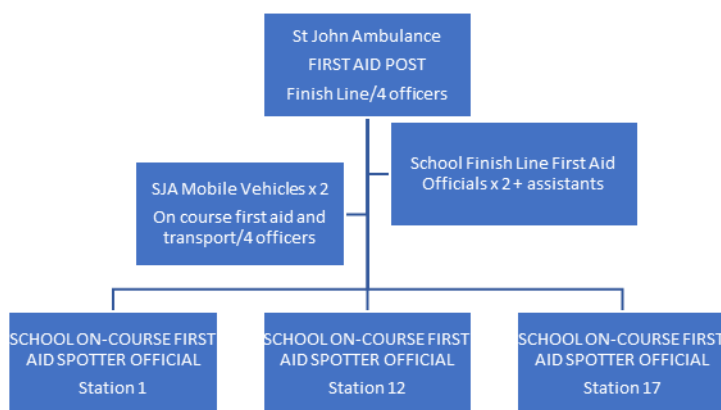 St John Ambulance
FIRST AID POST
Finish Line/4 officers
School Finish Line First Aid
Officials x 2 + assistants
SJA Mobile Vehicles x 2
On course first aid and
transport/4 officers
SCHOOL ON-COURSE FIRST
AID SPOTTER OFFICIAL
Station 1
SCHOOL ON-COURSE FIRST
AID SPOTTER OFFICIAL
Station 12
SCHOOL ON-COURSE FIRST
AID SPOTTER OFFICIAL
Station 17